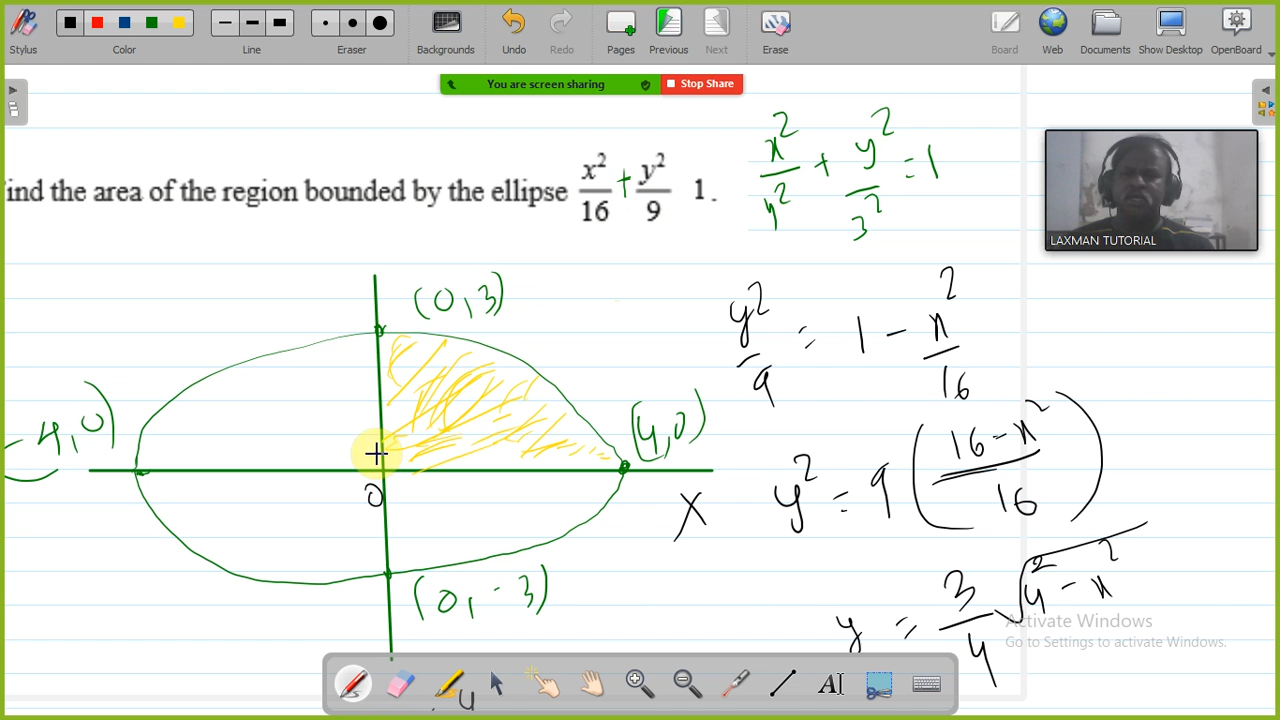 Stylus
Color
Line
Eraser
Backgrounds
Undo
Redo
Pages
Previous
Next
Erase
Board
Web
Documents
Show Desktop
OpenBoard
You are screen sharing
Stop Share
ind the area of the region bounded by the ellipse x²/16 + y²/9 1.
x²/4² + y²/3² = 1
LAXMAN TUTORIAL
(0,3)
y²/9 = 1 - x²/16
-4,0)
(4,0)
y² = 9(16-x²/16)
0
X
(0,-3)
y = 3/4 √4²-x²
Activate Windows
Go to Settings to activate Windows.
AI